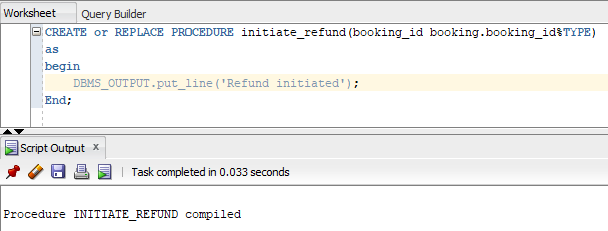 Worksheet Query Builder
CREATE or REPLACE PROCEDURE initiate_refund(booking_id booking.booking_id%TYPE)
as
begin
DBMS_OUTPUT.put_line('Refund initiated');
End;
Script Output x
Task completed in 0.033 seconds
Procedure INITIATE_REFUND compiled